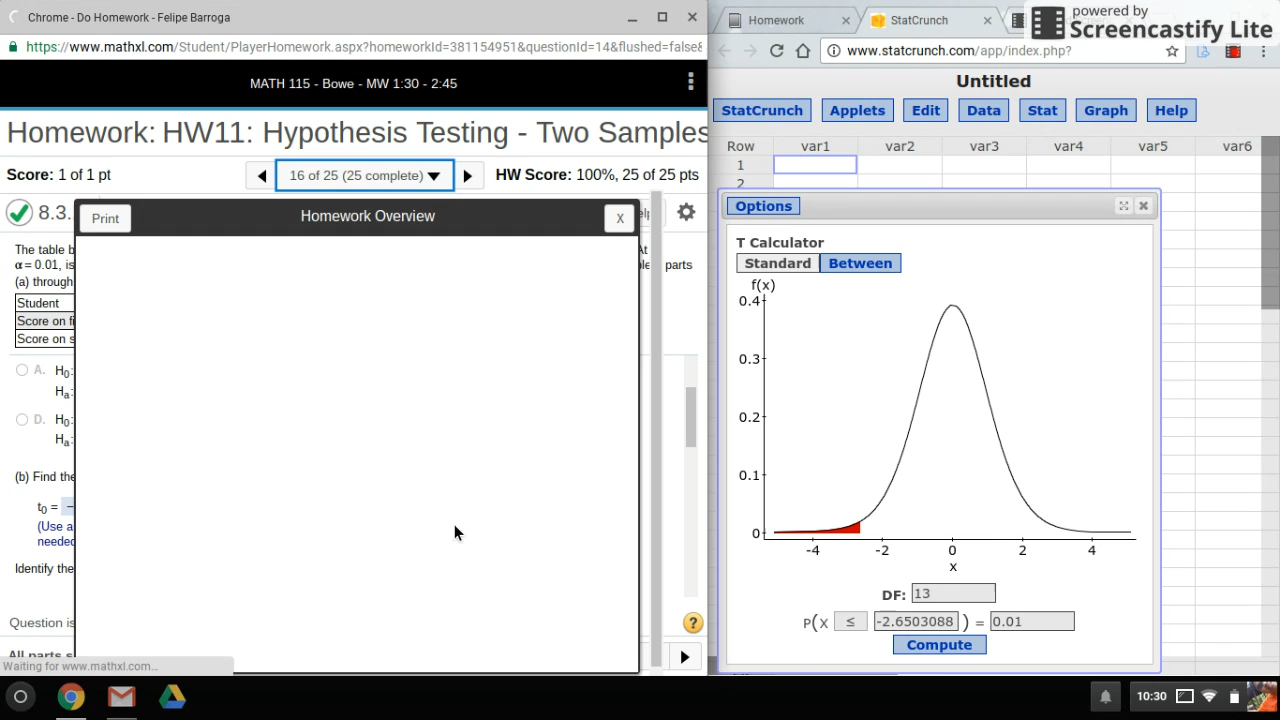 Chrome - Do Homework - Felipe Barroga
https://www.mathxl.com/Student/PlayerHomework.aspx?homeworkId=381154951&questionId=14&flushed=false&
MATH 115 - Bowe - MW 1:30 - 2:45
Homework: HW11: Hypothesis Testing - Two Samples
Score: 1 of 1 pt
16 of 25 (25 complete)
HW Score: 100%, 25 of 25 pts
8.3.
Print
Homework Overview
X
The table b
At
α = 0.01, is
ple
parts
(a) through
Student
Score on fi
Score on s
A.
H0:
Ha:
D.
H0:
Ha:
(b) Find the
t0 = −
(Use a
needed
Identify the
Question is
?
All parts s
Waiting for www.mathxl.com...
Homework
StatCrunch
powered by
Screencastify Lite
www.statcrunch.com/app/index.php?
Untitled
StatCrunch
Applets
Edit
Data
Stat
Graph
Help
Row var1 var2 var3 var4 var5 var6
1
2
Options
T Calculator
Standard
Between
f(x)
0.4
0.3
0.2
0.1
0
-4 -2 0 2 4
x
DF: 13
P(X ≤ -2.6503088 ) = 0.01
Compute
10:30